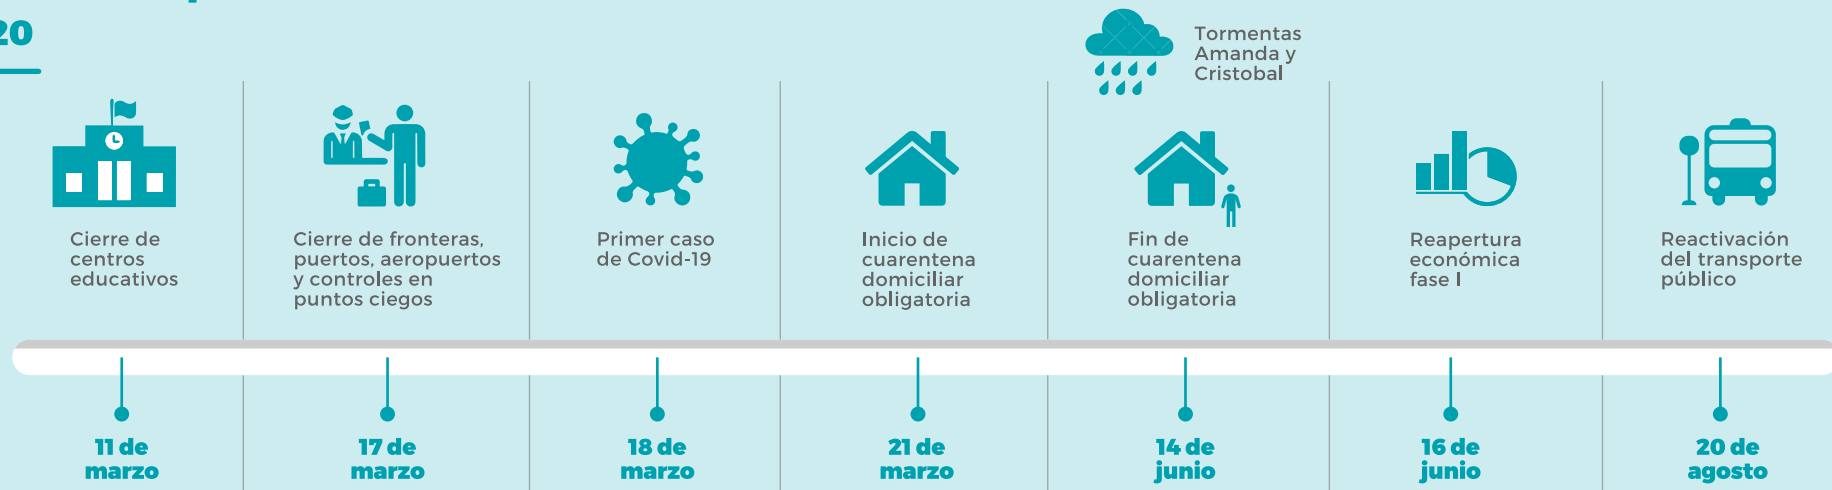 20
Tormentas
Amanda y
Cristobal
Cierre de
centros
educativos
Cierre de fronteras,
puertos, aeropuertos
y controles en
puntos ciegos
Primer caso
de Covid-19
Inicio de
cuarentena
domiciliar
obligatoria
Fin de
cuarentena
domiciliar
obligatoria
Reapertura
económica
fase I
Reactivación
del transporte
público
11 de
marzo
17 de
marzo
18 de
marzo
21 de
marzo
14 de
junio
16 de
junio
20 de
agosto